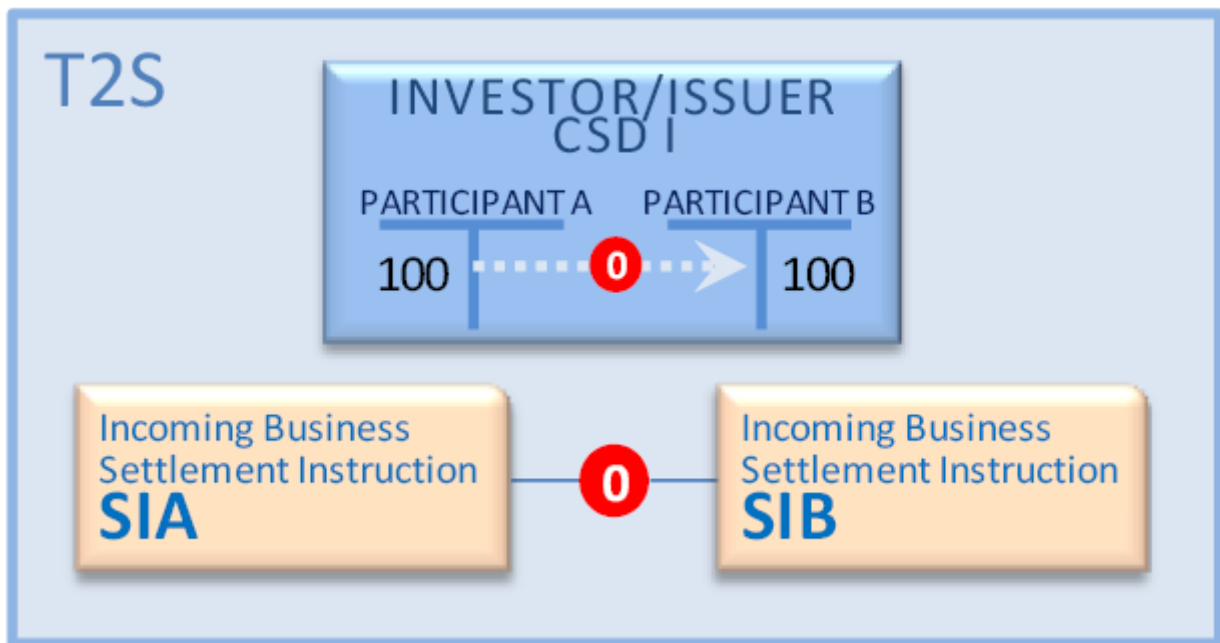 T2S
INVESTOR/ISSUER
CSD I
PARTICIPANT A
PARTICIPANT B
100
0
100
Incoming Business
Settlement Instruction
SIA
0
Incoming Business
Settlement Instruction
SIB